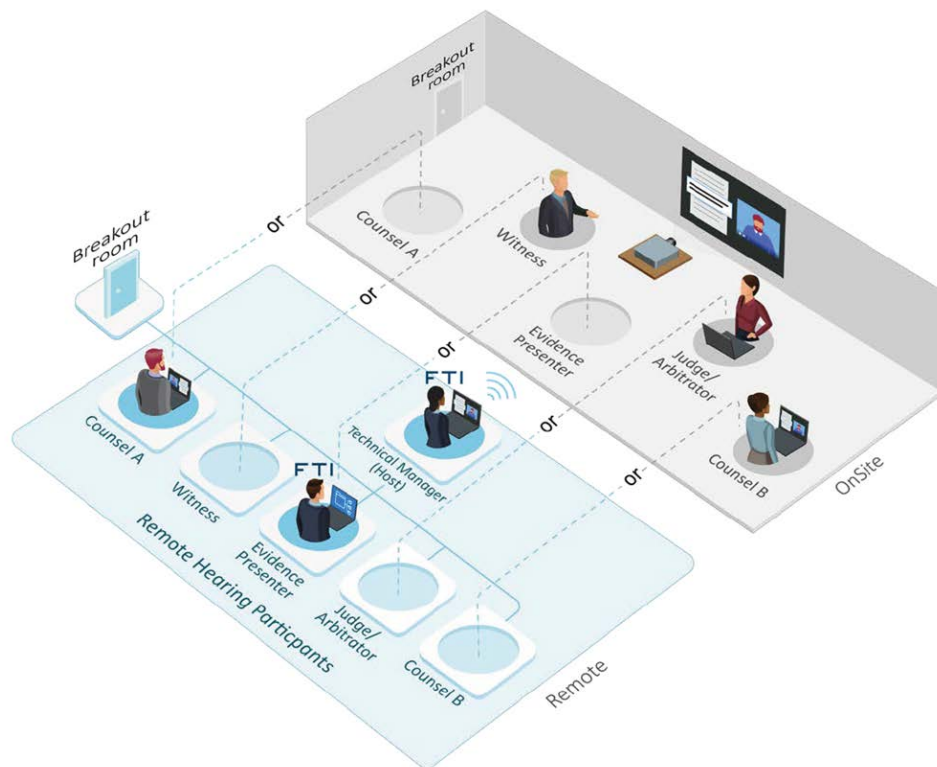 Breakout
room
Counsel A
Witness
Evidence
Presenter
Judge/
Arbitrator
Counsel B
OnSite
or
or
or
or
or
Breakout
room
Counsel A
Witness
FTI
Evidence
Presenter
FTI
Technical Manager
(Host)
Judge/
Arbitrator
Counsel B
Remote Hearing Particpants
Remote